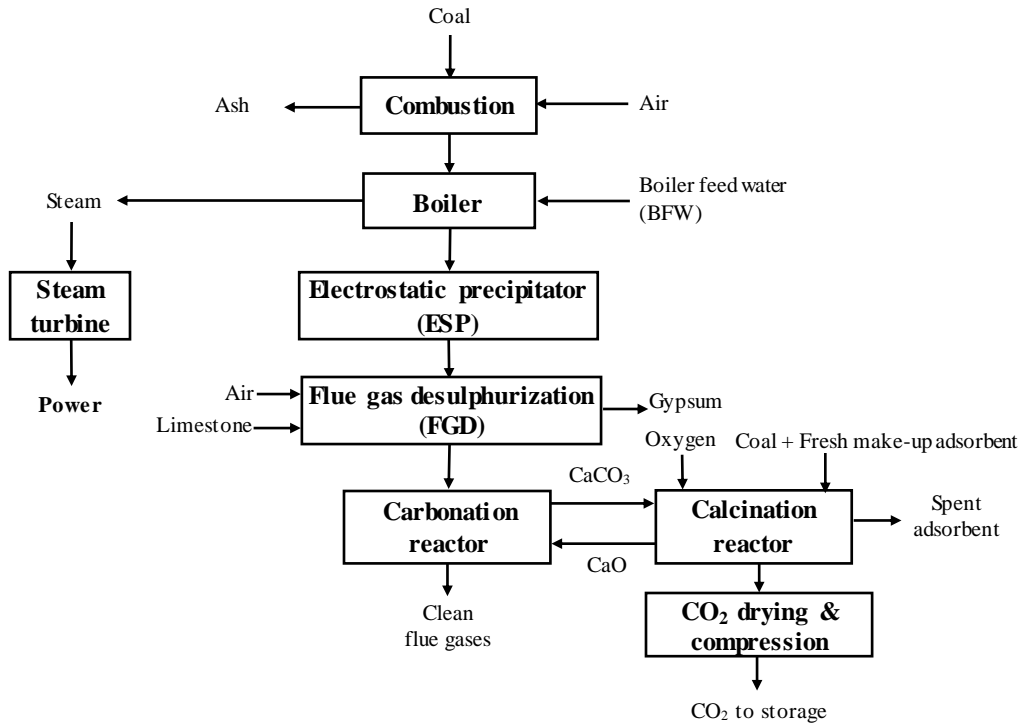 Coal
Combustion
Ash
Air
Boiler
Steam
Boiler feed water
(BFW)
Steam
turbine
Electrostatic precipitator
(ESP)
Power
Air
Limestone
Flue gas desulphurization
(FGD)
Gypsum
Oxygen
Coal + Fresh make-up adsorbent
CaCO₃
Carbonation
reactor
Calcination
reactor
Spent
adsorbent
CaO
Clean
flue gases
CO₂ drying &
compression
CO₂ to storage